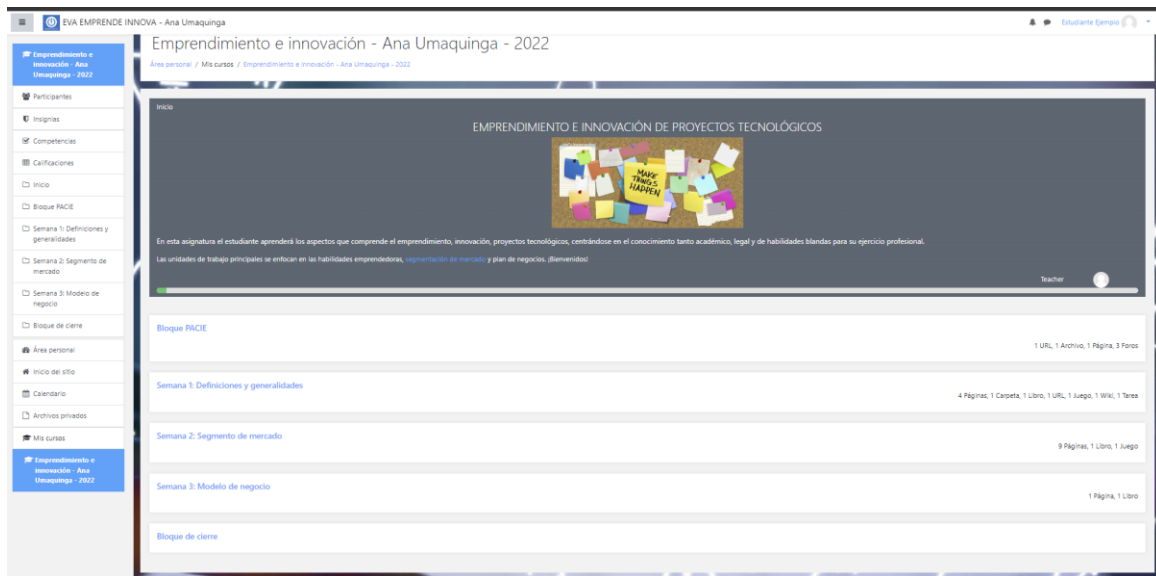 EVA EMPRENDE INNOVA - Ana Umaquinga
Estudiante Ejemplo
Emprendimiento e
innovación - Ana
Umaquinga - 2022
Participantes
Insignias
Competencias
Calificaciones
Inicio
Bloque PACIE
Semana 1: Definiciones y
generalidades
Semana 2: Segmento de
mercado
Semana 3: Modelo de
negocio
Bloque de cierre
Área personal
Inicio del sitio
Calendario
Archivos privados
Mis cursos
Emprendimiento e
innovación - Ana
Umaquinga - 2022
Emprendimiento e innovación - Ana Umaquinga - 2022
Área personal / Mis cursos / Emprendimiento e innovación - Ana Umaquinga - 2022
Inicio
EMPRENDIMIENTO E INNOVACIÓN DE PROYECTOS TECNOLÓGICOS
MAKE
THINGS
HAPPEN
En esta asignatura el estudiante aprenderá los aspectos que comprende el emprendimiento, innovación, proyectos tecnológicos, centrándose en el conocimiento tanto académico, legal y de habilidades blandas para su ejercicio profesional.
Las unidades de trabajo principales se enfocan en las habilidades emprendedoras, segmentación de mercado y plan de negocios. ¡Bienvenidos!
Teacher
Bloque PACIE
1 URL, 1 Archivo, 1 Página, 3 Foros
Semana 1: Definiciones y generalidades
4 Páginas, 1 Carpeta, 1 Libro, 1 URL, 1 Juego, 1 Wiki, 1 Tarea
Semana 2: Segmento de mercado
9 Páginas, 1 Libro, 1 Juego
Semana 3: Modelo de negocio
1 Página, 1 Libro
Bloque de cierre